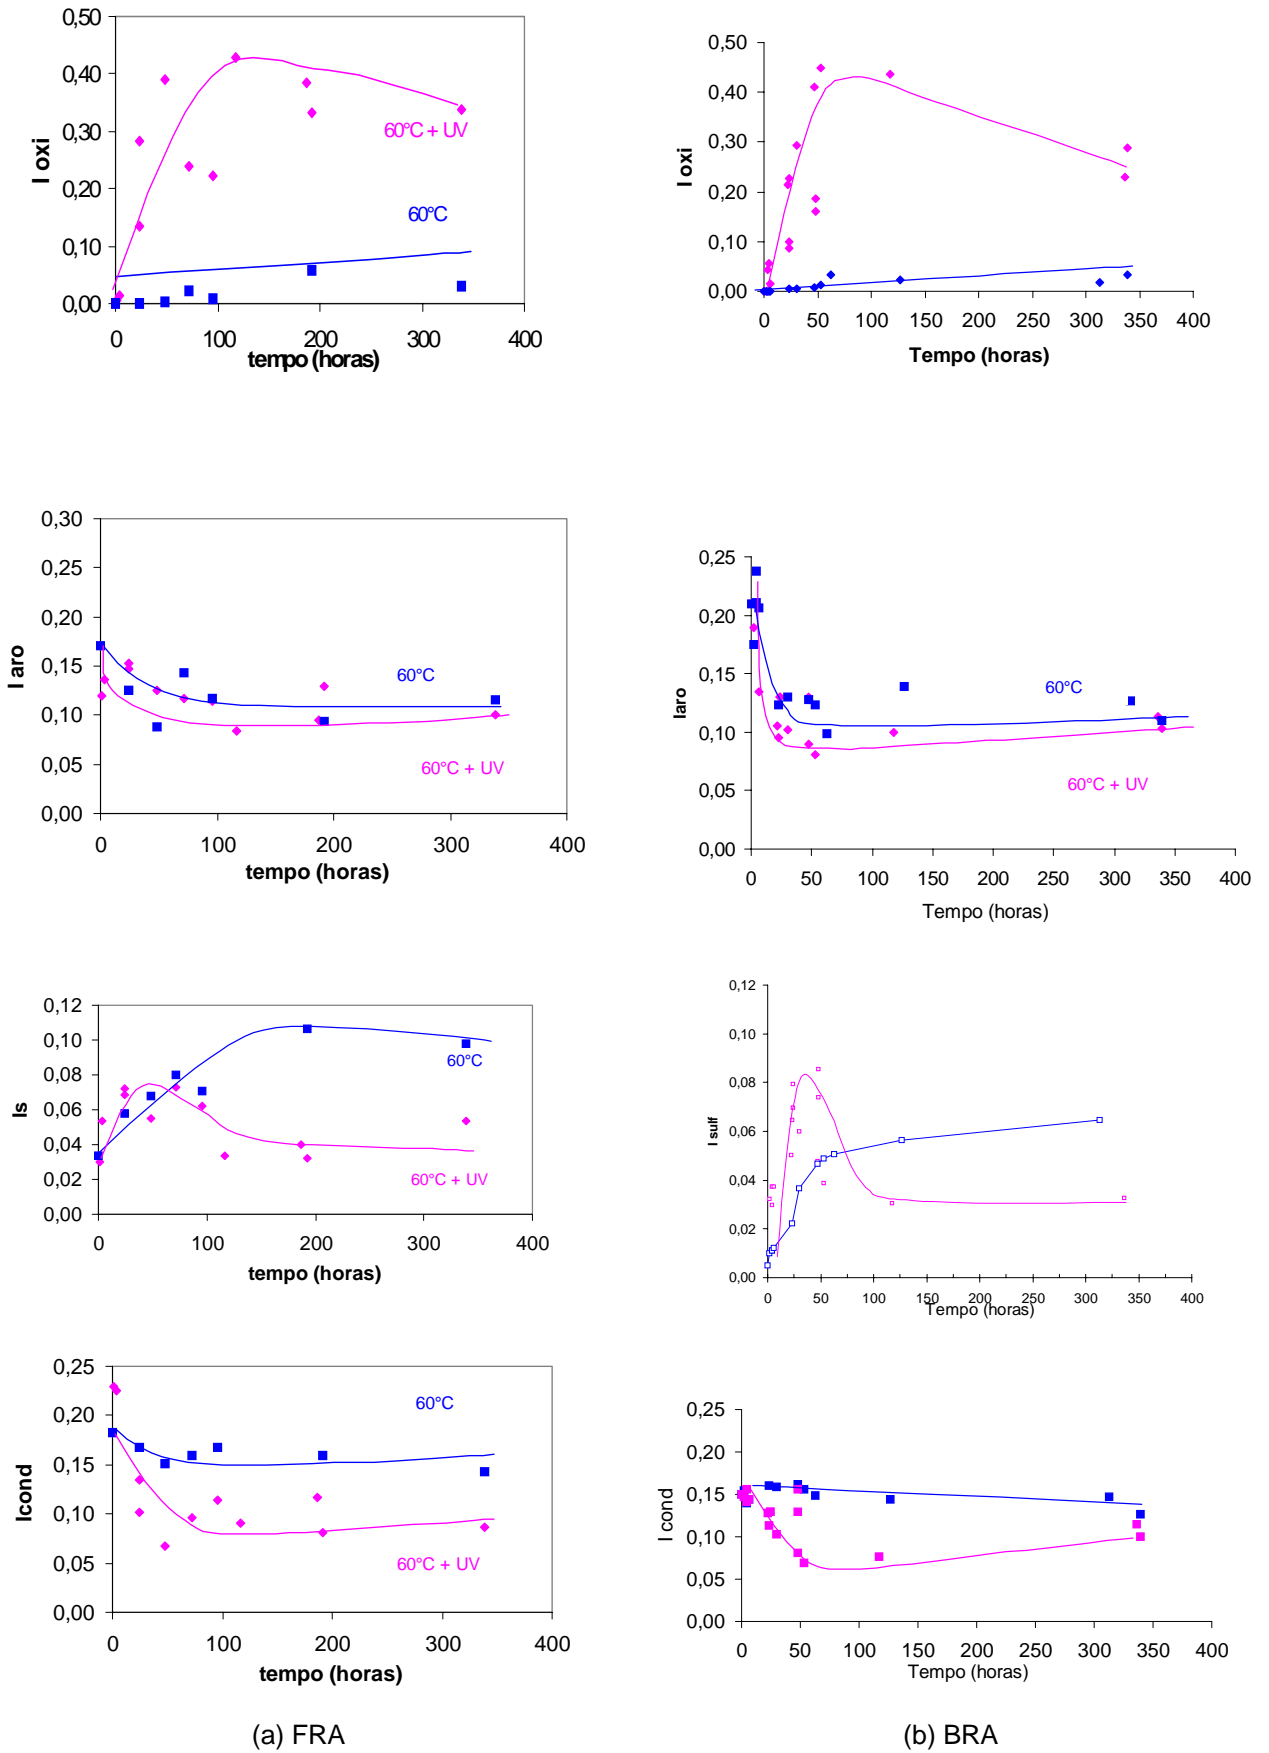 0,50
0,40
0,30
0,20
0,10
0,00
I oxi
60°C + UV
60°C
0 100 200 300 400
tempo (horas)
0,50
0,40
0,30
0,20
0,10
0,00
I oxi
0 50 100 150 200 250 300 350 400
Tempo (horas)
0,30
0,25
0,20
0,15
0,10
0,05
0,00
I aro
60°C
60°C + UV
0 100 200 300 400
tempo (horas)
0,25
0,20
0,15
0,10
0,05
0,00
Iaro
60°C
60°C + UV
0 50 100 150 200 250 300 350 400
Tempo (horas)
0,12
0,10
0,08
0,06
0,04
0,02
0,00
Is
60°C
60°C + UV
0 100 200 300 400
tempo (horas)
0,12
0,10
0,08
0,06
0,04
0,02
0,00
I sulf
0 50 100 150 200 250 300 350 400
Tempo (horas)
0,25
0,20
0,15
0,10
0,05
0,00
Icond
60°C
60°C + UV
0 100 200 300 400
tempo (horas)
0,25
0,20
0,15
0,10
0,05
0,00
I cond
0 50 100 150 200 250 300 350 400
Tempo (horas)
(a) FRA
(b) BRA